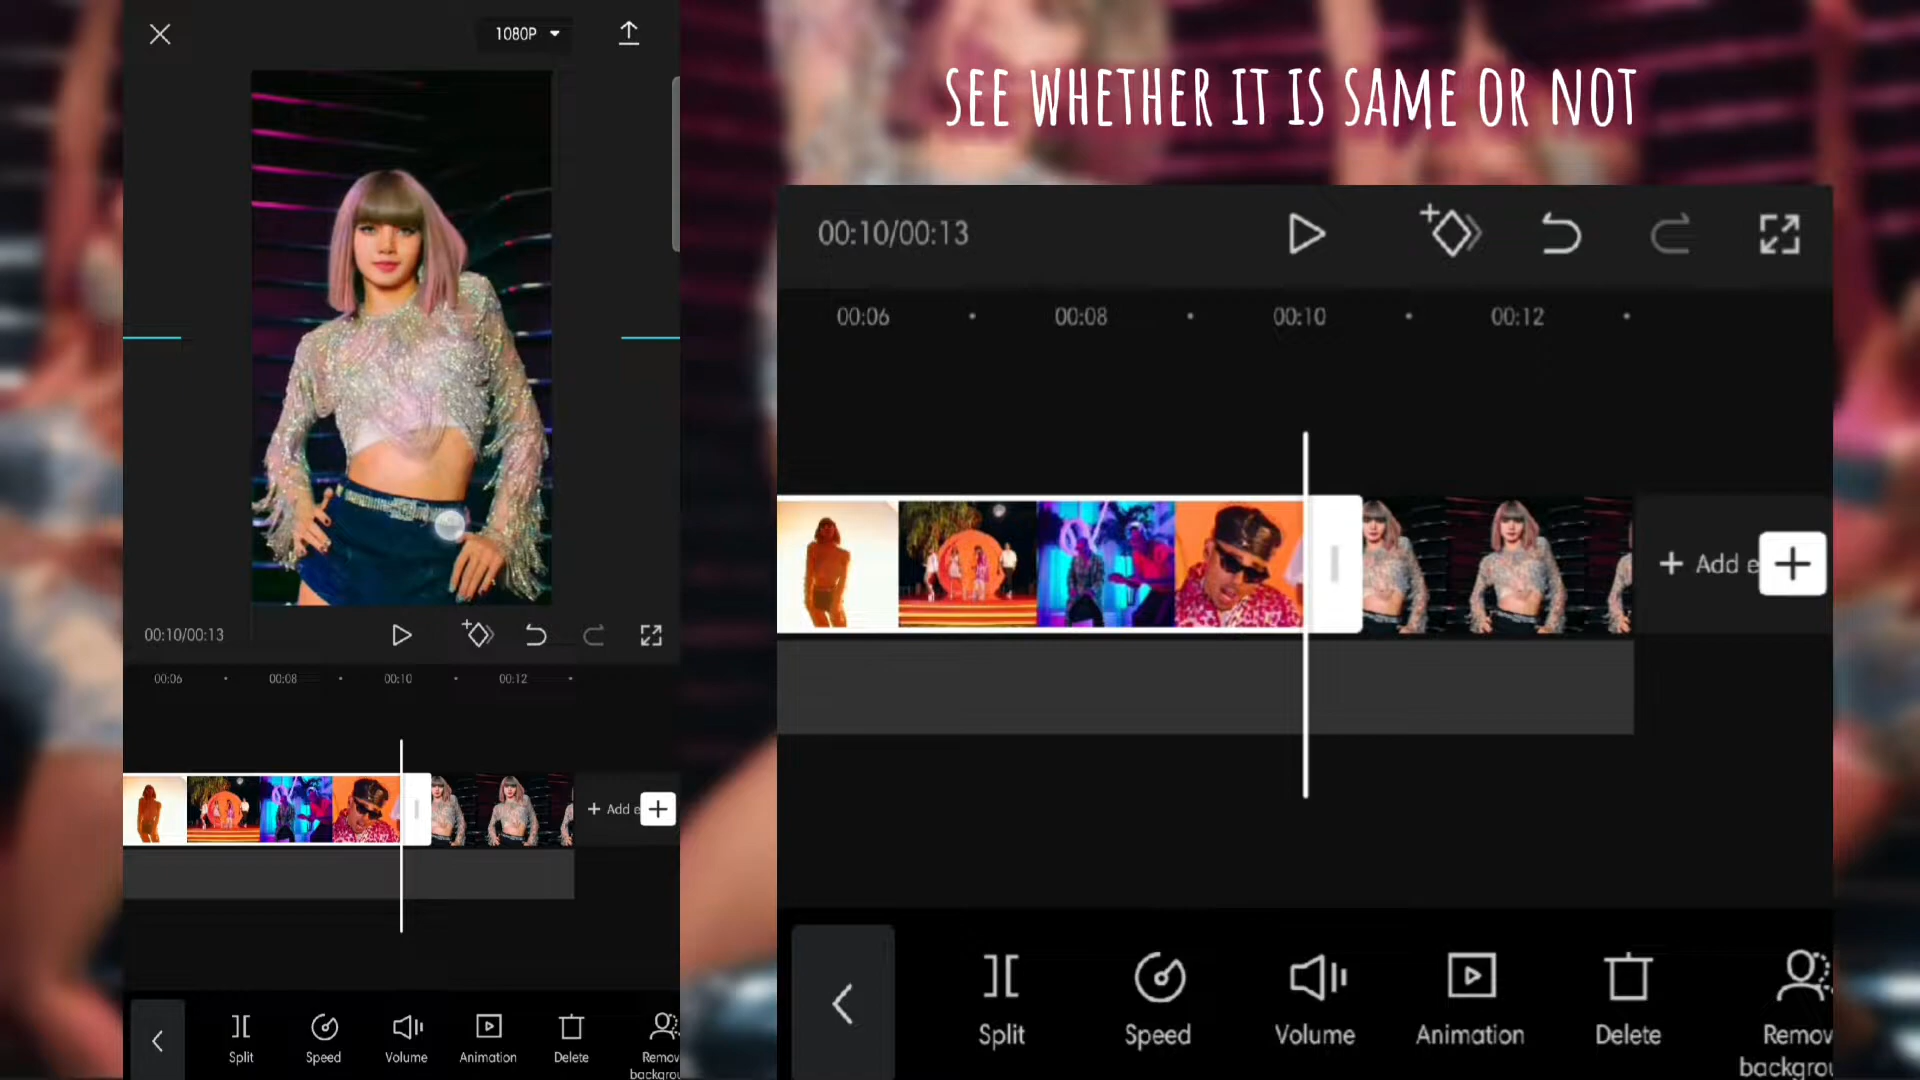 1080P
SEE WHETHER IT IS SAME OR NOT
00:10/00:13
00:06 00:08 00:10 00:12
+ Add e +
Split Speed Volume Animation Delete Remov
backgrou
00:10/00:13
00:06 00:08 00:10 00:12
+ Add e +
Split Speed Volume Animation Delete Remov
backgrou